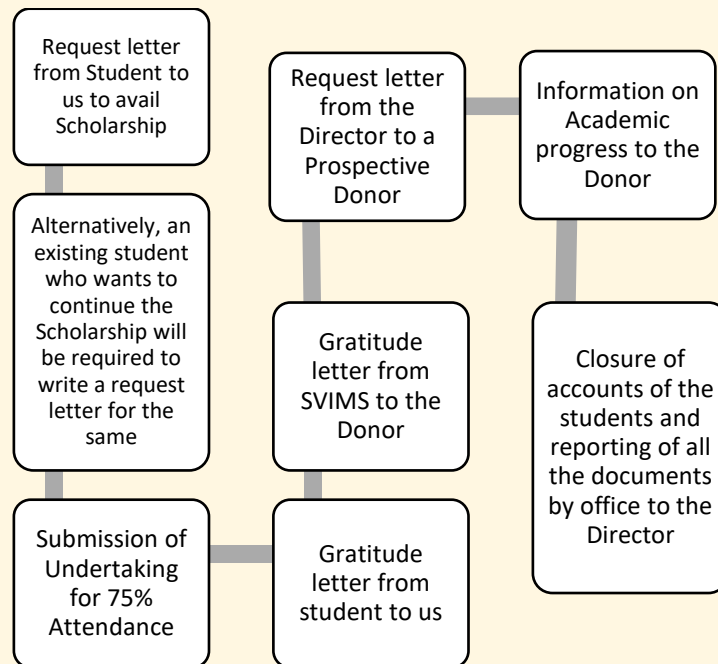 Request letter
from Student to
us to avail
Scholarship
Alternatively, an
existing student
who wants to
continue the
Scholarship will
be required to
write a request
letter for the
same
Submission of
Undertaking
for 75%
Attendance
Gratitude
letter from
student to us
Gratitude
letter from
SVIMS to the
Donor
Request letter
from the
Director to a
Prospective
Donor
Information on
Academic
progress to the
Donor
Closure of
accounts of the
students and
reporting of all
the documents
by office to the
Director